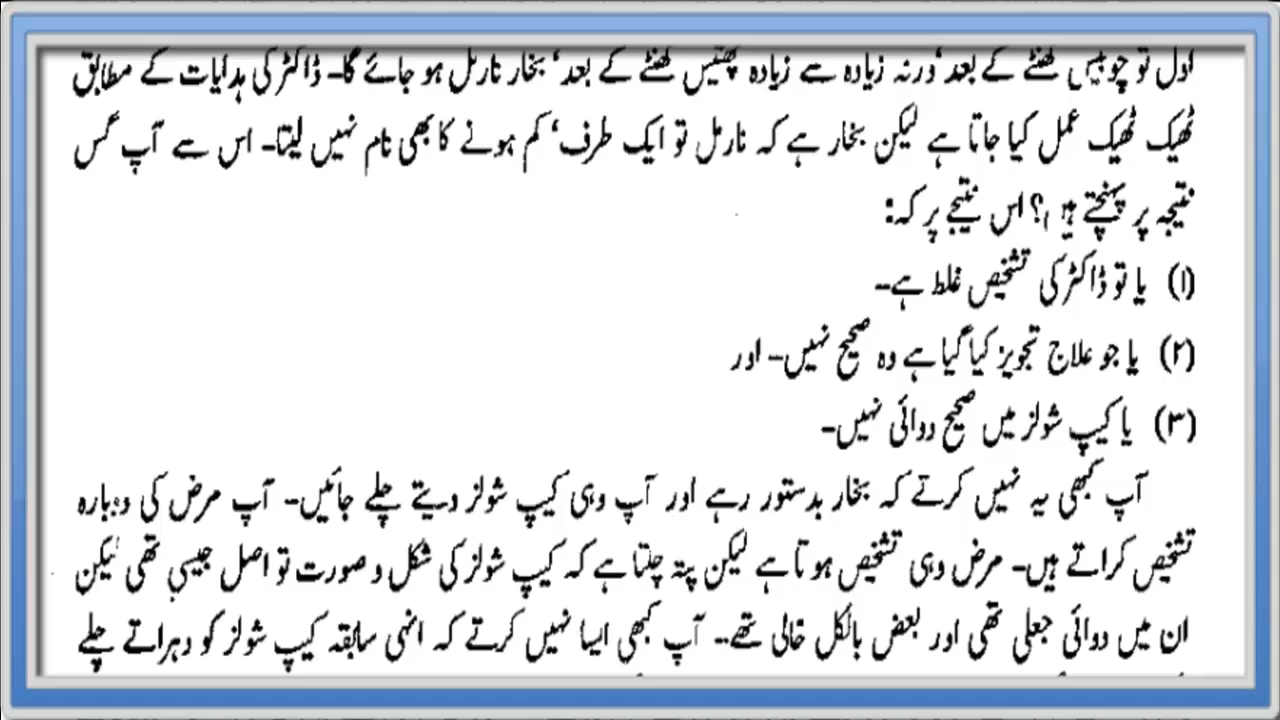 اول تو چوبیس گھنٹے کے بعد‘ ورنہ زیادہ سے زیادہ چھتیس گھنٹے کے بعد‘ بخار نارمل ہو جائے گا۔ ڈاکٹر کی ہدایات کے مطابق
ٹھیک ٹھیک عمل کیا جاتا ہے لیکن بخار ہے کہ نارمل تو ایک طرف‘ کم ہونے کا بھی نام نہیں لیتا۔ اس سے آپ کس
نتیجہ پر پہنچتے ہیں؟ اس نتیجے پر کہ:
(۱) یا تو ڈاکٹر کی تشخیص غلط ہے۔
(۲) یا جو علاج تجویز کیا گیا ہے وہ صحیح نہیں۔ اور
(۳) یا کیپ شولز میں صحیح دوائی نہیں۔
آپ کبھی یہ نہیں کرتے کہ بخار بدستور رہے اور آپ وہی کیپ شولز دیتے چلے جائیں۔ آپ مرض کی دوبارہ
تشخیص کراتے ہیں۔ مرض وہی تشخیص ہوتا ہے لیکن پتہ چلتا ہے کہ کیپ شولز کی شکل و صورت تو اصل جیسی تھی لیکن
ان میں دوائی جعلی تھی اور بعض بالکل خالی تھے۔ آپ کبھی ایسا نہیں کرتے کہ انہی سابقہ کیپ شولز کو دہراتے چلے